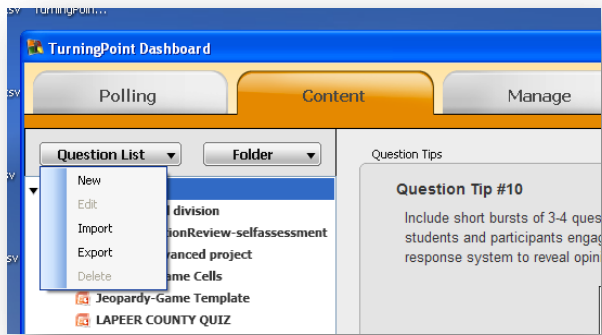 TurningPoin...
TurningPoint Dashboard
Polling
Content
Manage
Question List
Folder
Question Tips
New
Edit
Import
Export
Delete
division
ionReview-selfassessment
vanced project
ame Cells
Jeopardy-Game Template
LAPEER COUNTY QUIZ
Question Tip #10
Include short bursts of 3-4 ques
students and participants engag
response system to reveal opin